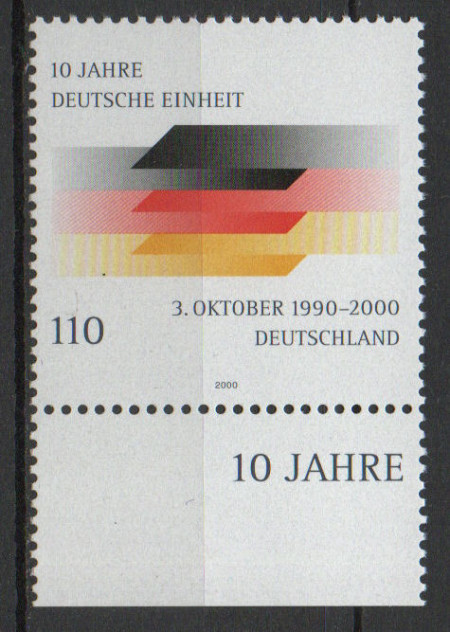 10 JAHRE
DEUTSCHE EINHEIT
3. OKTOBER 1990–2000
110
DEUTSCHLAND
2000
10 JAHRE